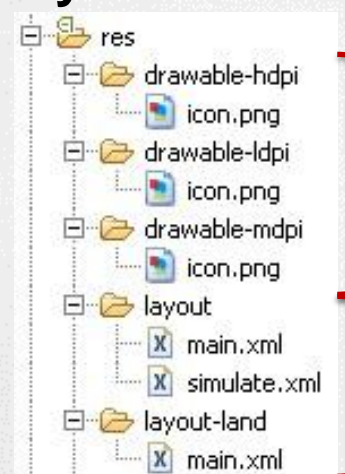 res
drawable-hdpi
icon.png
drawable-ldpi
icon.png
drawable-mdpi
icon.png
layout
main.xml
simulate.xml
layout-land
main.xml